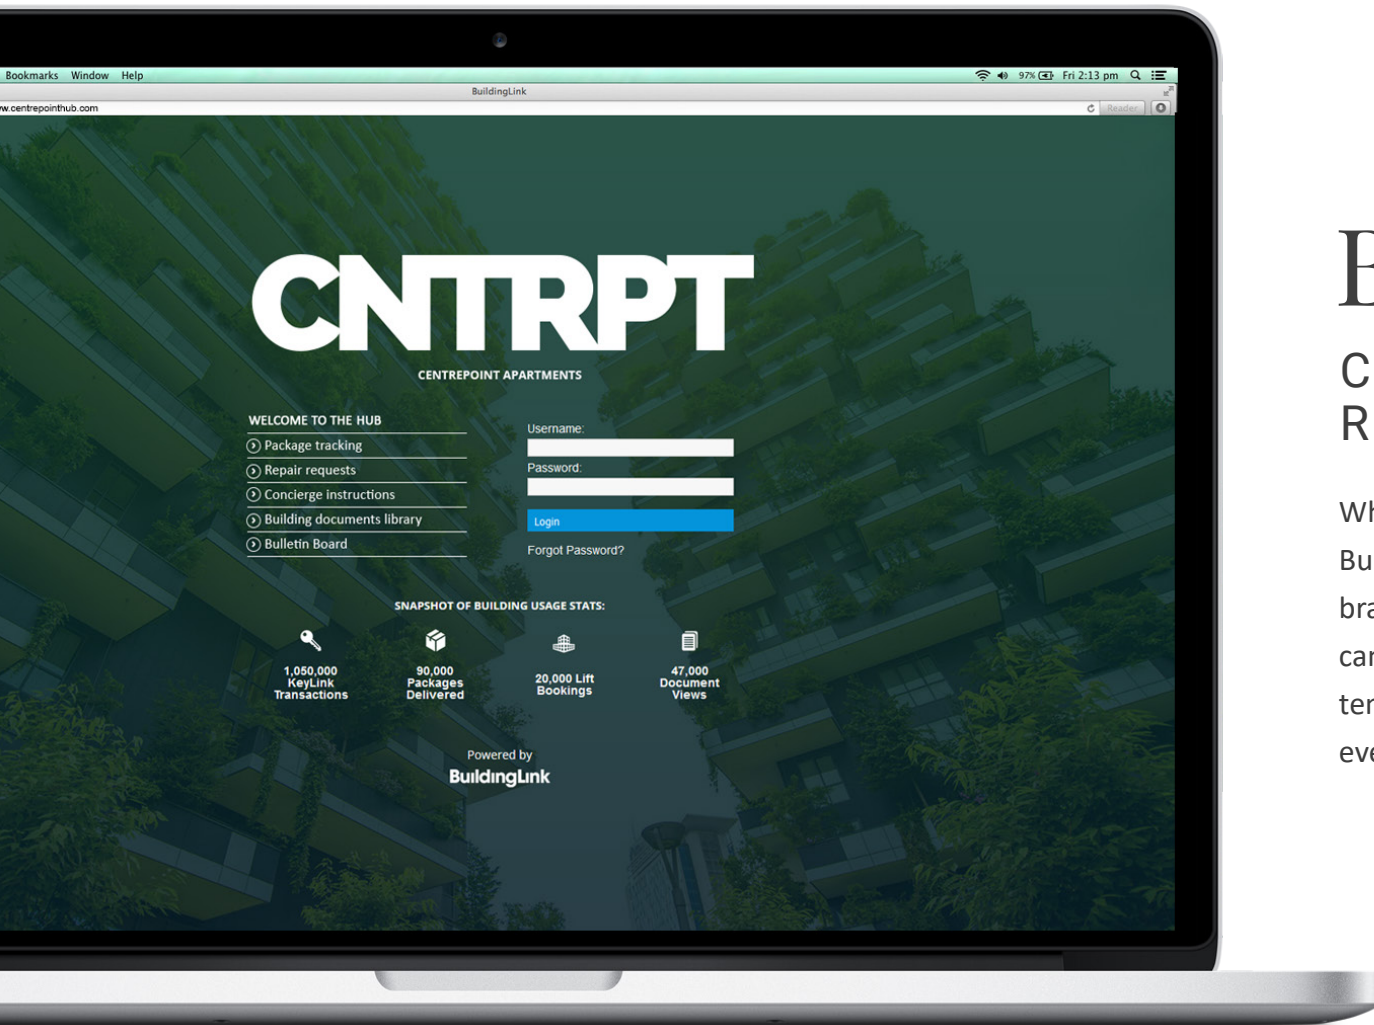 Bookmarks Window Help
97% Fri 2:13 pm
BuildingLink
w.centrepointhub.com
Reader
CNTRPT
CENTREPOINT APARTMENTS
WELCOME TO THE HUB
Package tracking
Repair requests
Concierge instructions
Building documents library
Bulletin Board
Username:
Password:
Login
Forgot Password?
SNAPSHOT OF BUILDING USAGE STATS:
1,050,000
KeyLink
Transactions
90,000
Packages
Delivered
20,000 Lift
Bookings
47,000
Document
Views
Powered by
BuildingLink
C
R